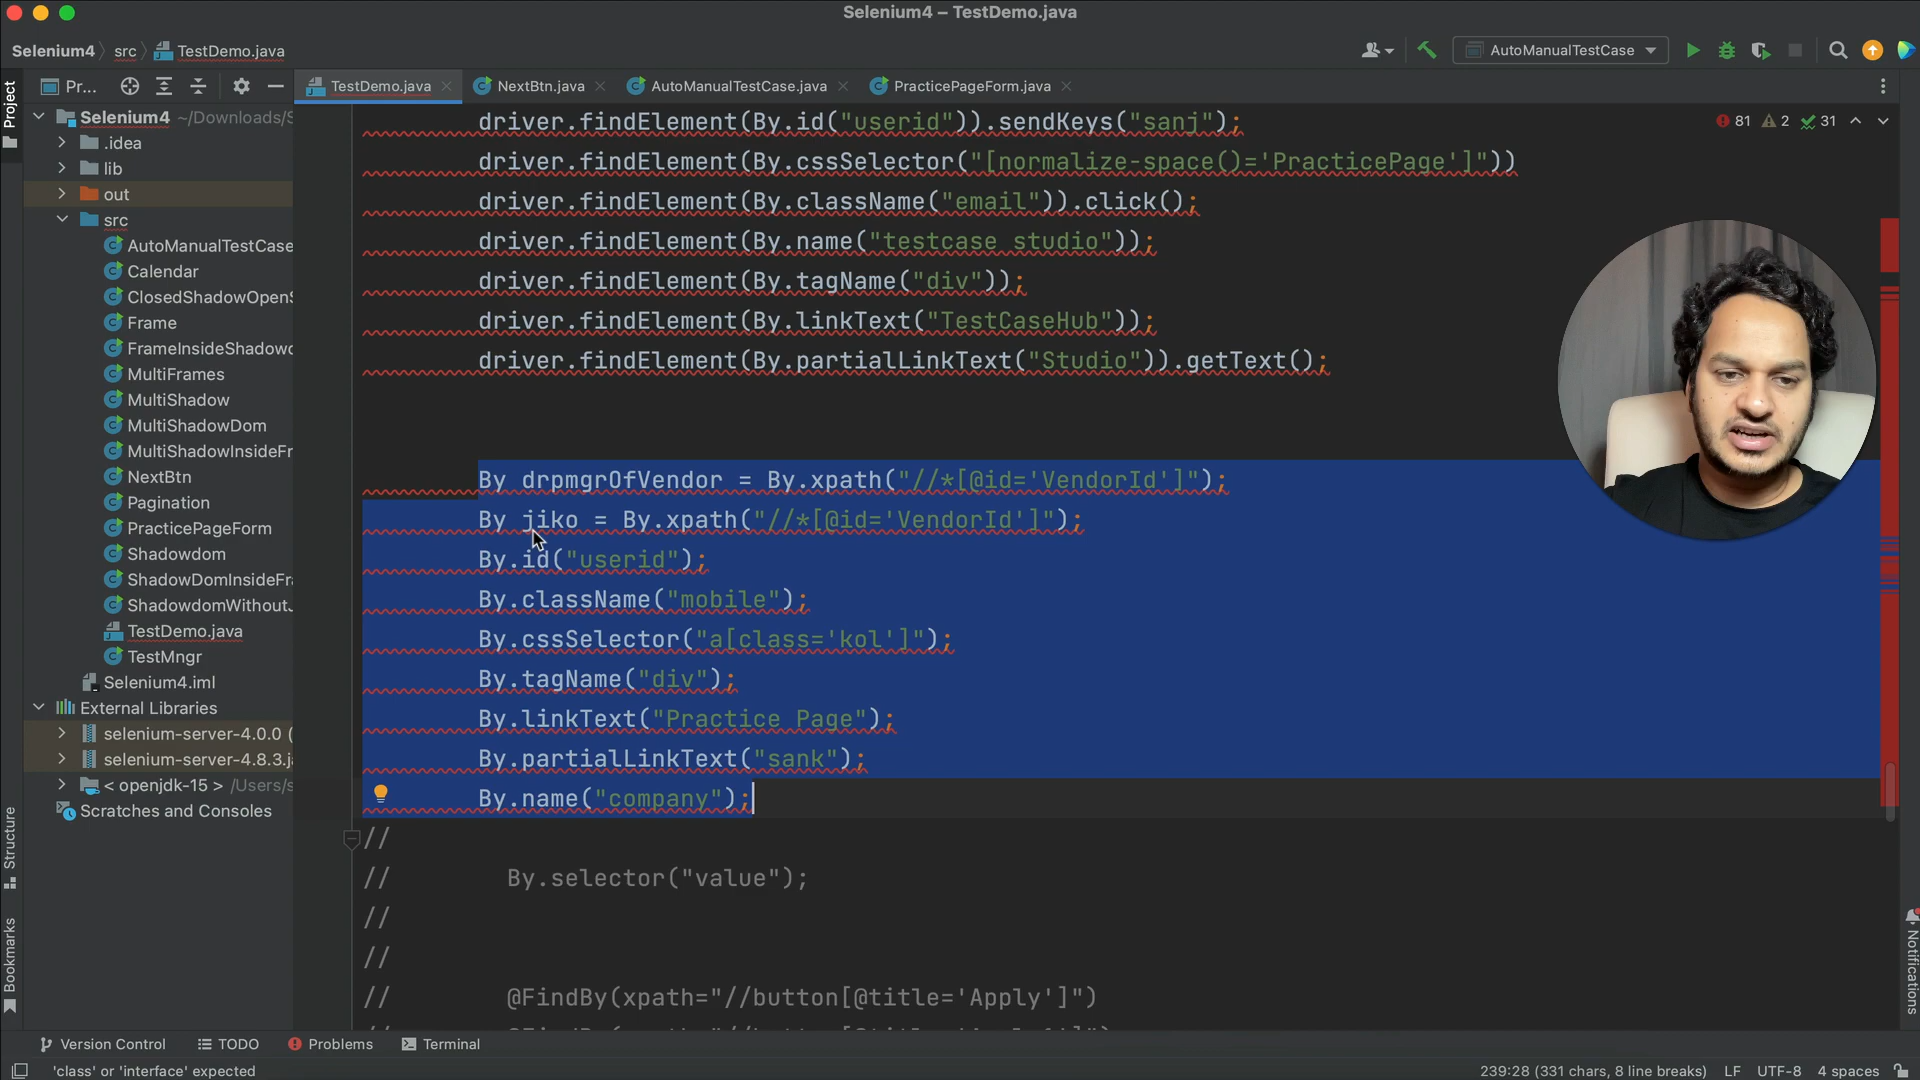 Selenium4 – TestDemo.java
Selenium4 src TestDemo.java
AutoManualTestCase
Project
Pr...
TestDemo.java
NextBtn.java
AutoManualTestCase.java
PracticePageForm.java
Selenium4 ~/Downloads/S
.idea
lib
out
src
AutoManualTestCase
Calendar
ClosedShadowOpenS
Frame
FrameInsideShadow
MultiFrames
MultiShadow
MultiShadowDom
MultiShadowInsideFr
NextBtn
Pagination
PracticePageForm
Shadowdom
ShadowDomInsideFra
ShadowdomWithout
TestDemo.java
TestMngr
Selenium4.iml
External Libraries
selenium-server-4.0.0 (
selenium-server-4.8.3.ja
< openjdk-15 > /Users/s
Scratches and Consoles
81 2 31
driver.findElement(By.id("userid")).sendKeys("sanj");
driver.findElement(By.cssSelector("[normalize-space()='PracticePage']"))
driver.findElement(By.className("email")).click();
driver.findElement(By.name("testcase studio"));
driver.findElement(By.tagName("div"));
driver.findElement(By.linkText("TestCaseHub"));
driver.findElement(By.partialLinkText("Studio")).getText();
By drpmgrOfVendor = By.xpath("//*[@id='VendorId']");
By jiko = By.xpath("//*[@id='VendorId']");
By.id("userid");
By.className("mobile");
By.cssSelector("a[class='kol']");
By.tagName("div");
By.linkText("Practice Page");
By.partialLinkText("sank");
By.name("company");
//
// By.selector("value");
//
//
// @FindBy(xpath="//button[@title='Apply']")
Structure
Bookmarks
Notifications
Version Control
TODO
Problems
Terminal
'class' or 'interface' expected
239:28 (331 chars, 8 line breaks) LF UTF-8 4 spaces